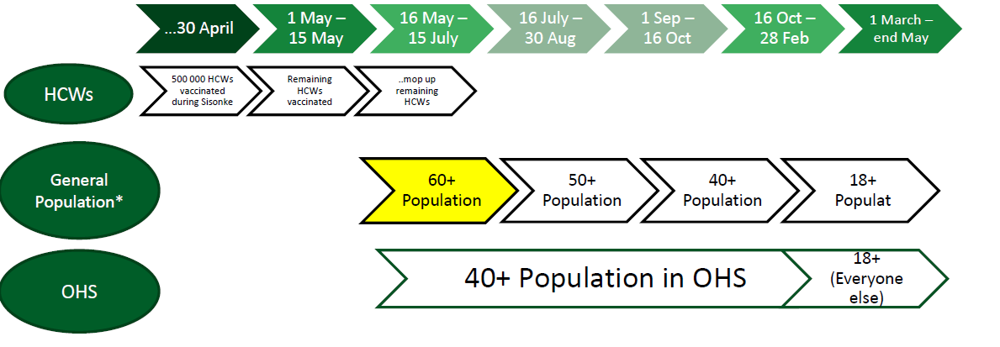 ...30 April
1 May –
15 May
16 May –
15 July
16 July –
30 Aug
1 Sep –
16 Oct
16 Oct –
28 Feb
1 March –
end May
HCWs
500 000 HCWs
vaccinated
during Sisonke
Remaining
HCWs
vaccinated
..mop up
remaining
HCWs
General
Population*
60+
Population
50+
Population
40+
Population
18+
Populat
OHS
40+ Population in OHS
18+
(Everyone
else)